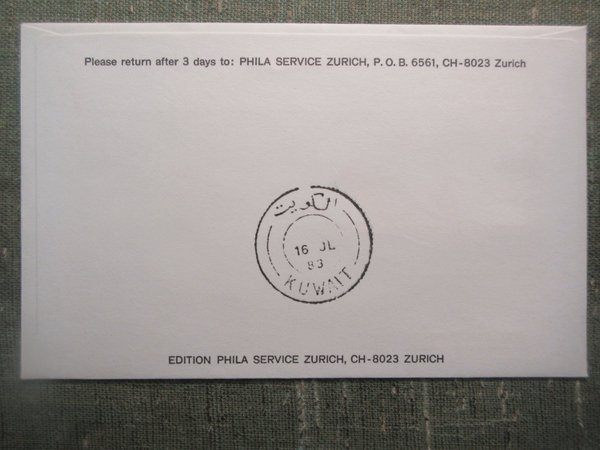 Please return after 3 days to: PHILA SERVICE ZURICH, P.O.B. 6561, CH-8023 Zurich
الكويت
16 JL
83
KUWAIT
EDITION PHILA SERVICE ZURICH, CH-8023 ZURICH